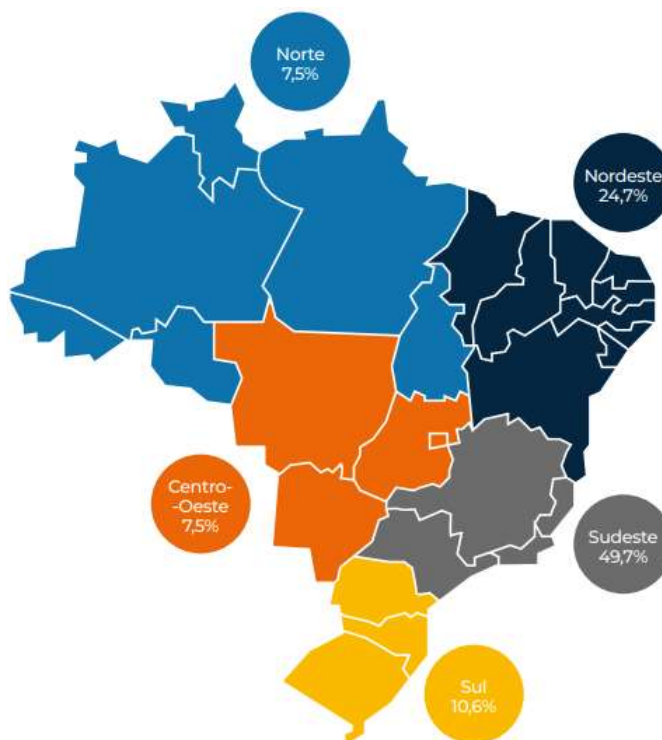 Norte
7,5%
Nordeste
24,7%
Centro-
-Oeste
7,5%
Sudeste
49,7%
Sul
10,6%